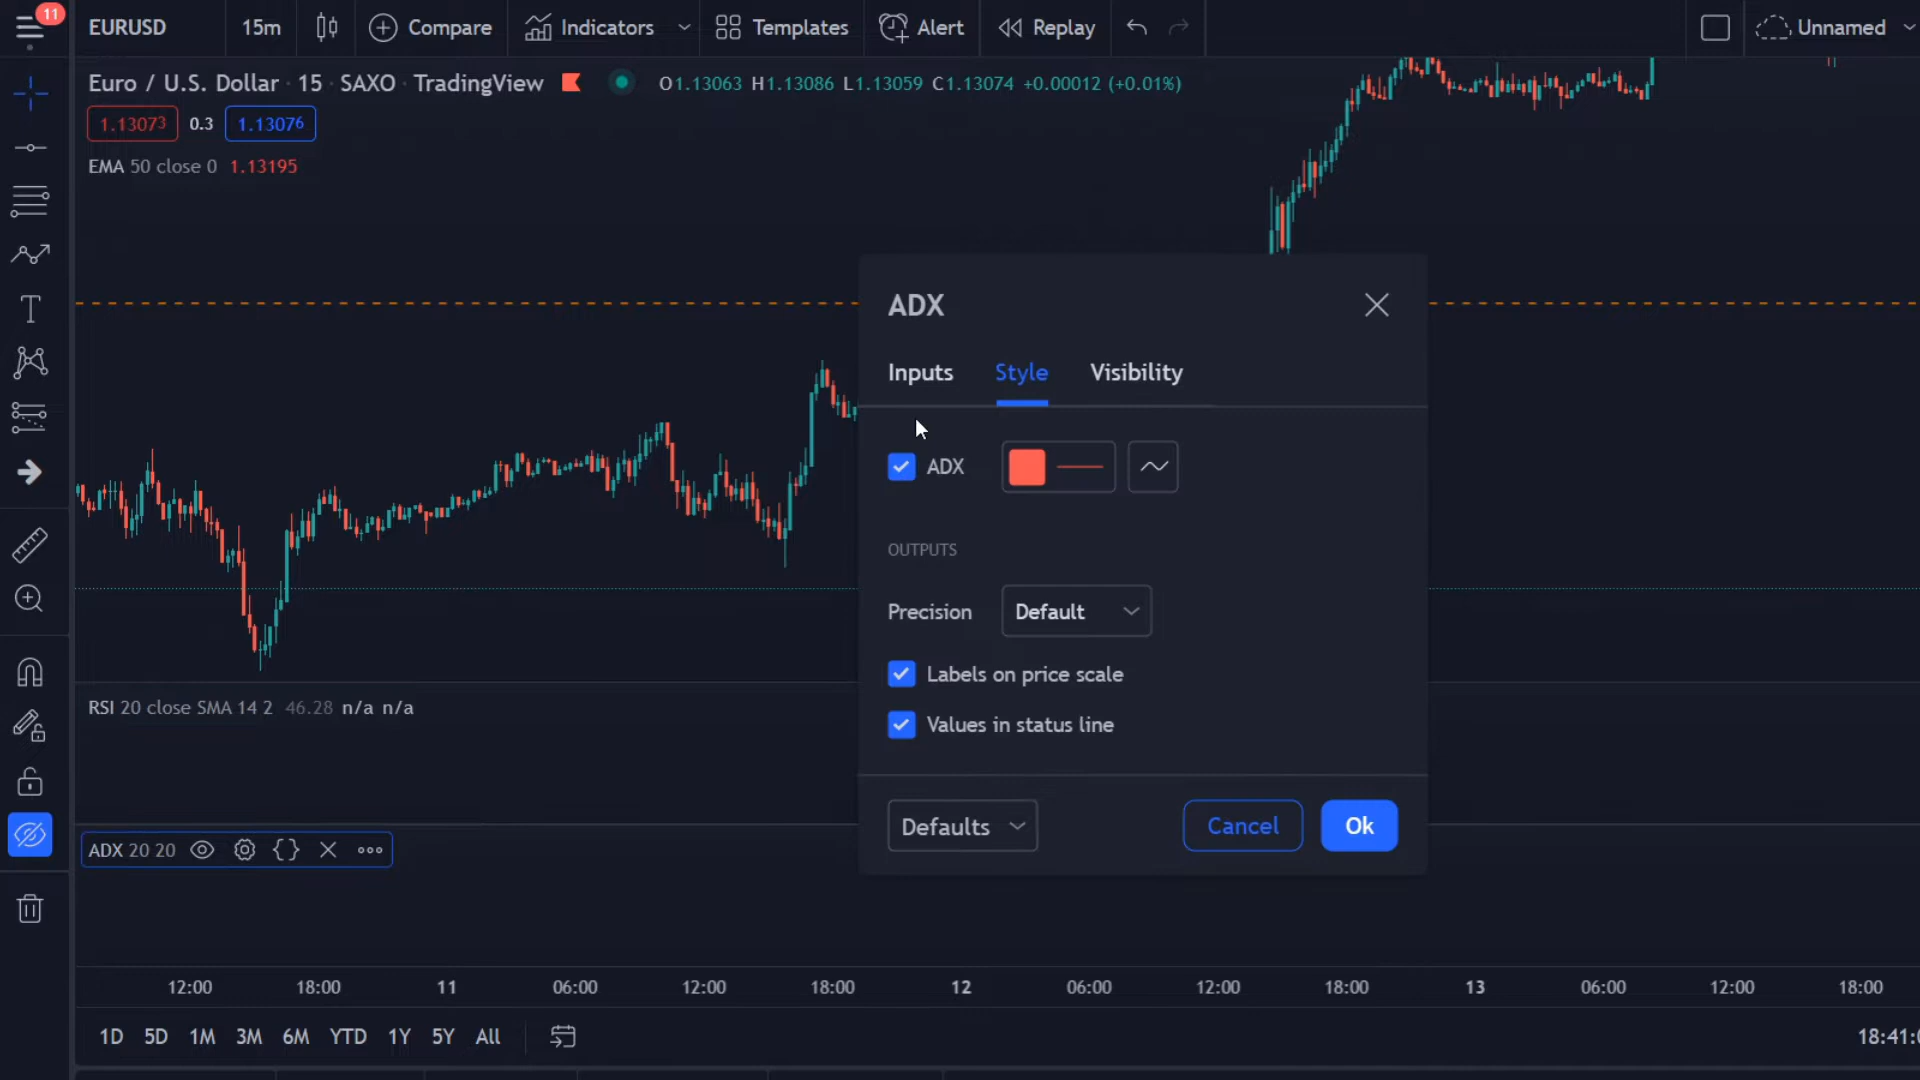 11
EURUSD 15m Compare Indicators Templates Alert Replay Unnamed
Euro / U.S. Dollar · 15 · SAXO · TradingView O1.13063 H1.13086 L1.13059 C1.13074 +0.00012 (+0.01%)
1.13073 0.3 1.13076
EMA 50 close 0 1.13195
ADX
Inputs Style Visibility
ADX
OUTPUTS
Precision Default
Labels on price scale
Values in status line
Defaults Cancel Ok
RSI 20 close SMA 14 2 46.28 n/a n/a
ADX 20 20
12:00 18:00 11 06:00 12:00 18:00 12 06:00 12:00 18:00 13 06:00 12:00 18:00
1D 5D 1M 3M 6M YTD 1Y 5Y All 18:41: